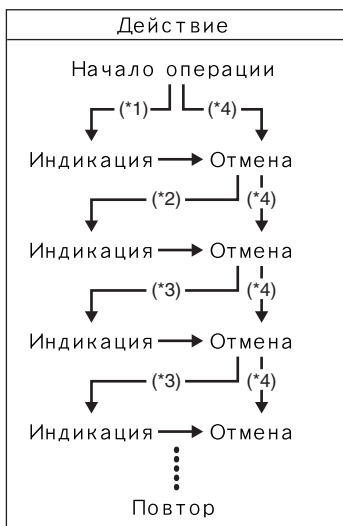 Действие
Начало операции
(*1) (*4)
Индикация Отмена
(*2) (*4)
Индикация Отмена
(*3) (*4)
Индикация Отмена
(*3) (*4)
Индикация Отмена
Повтор